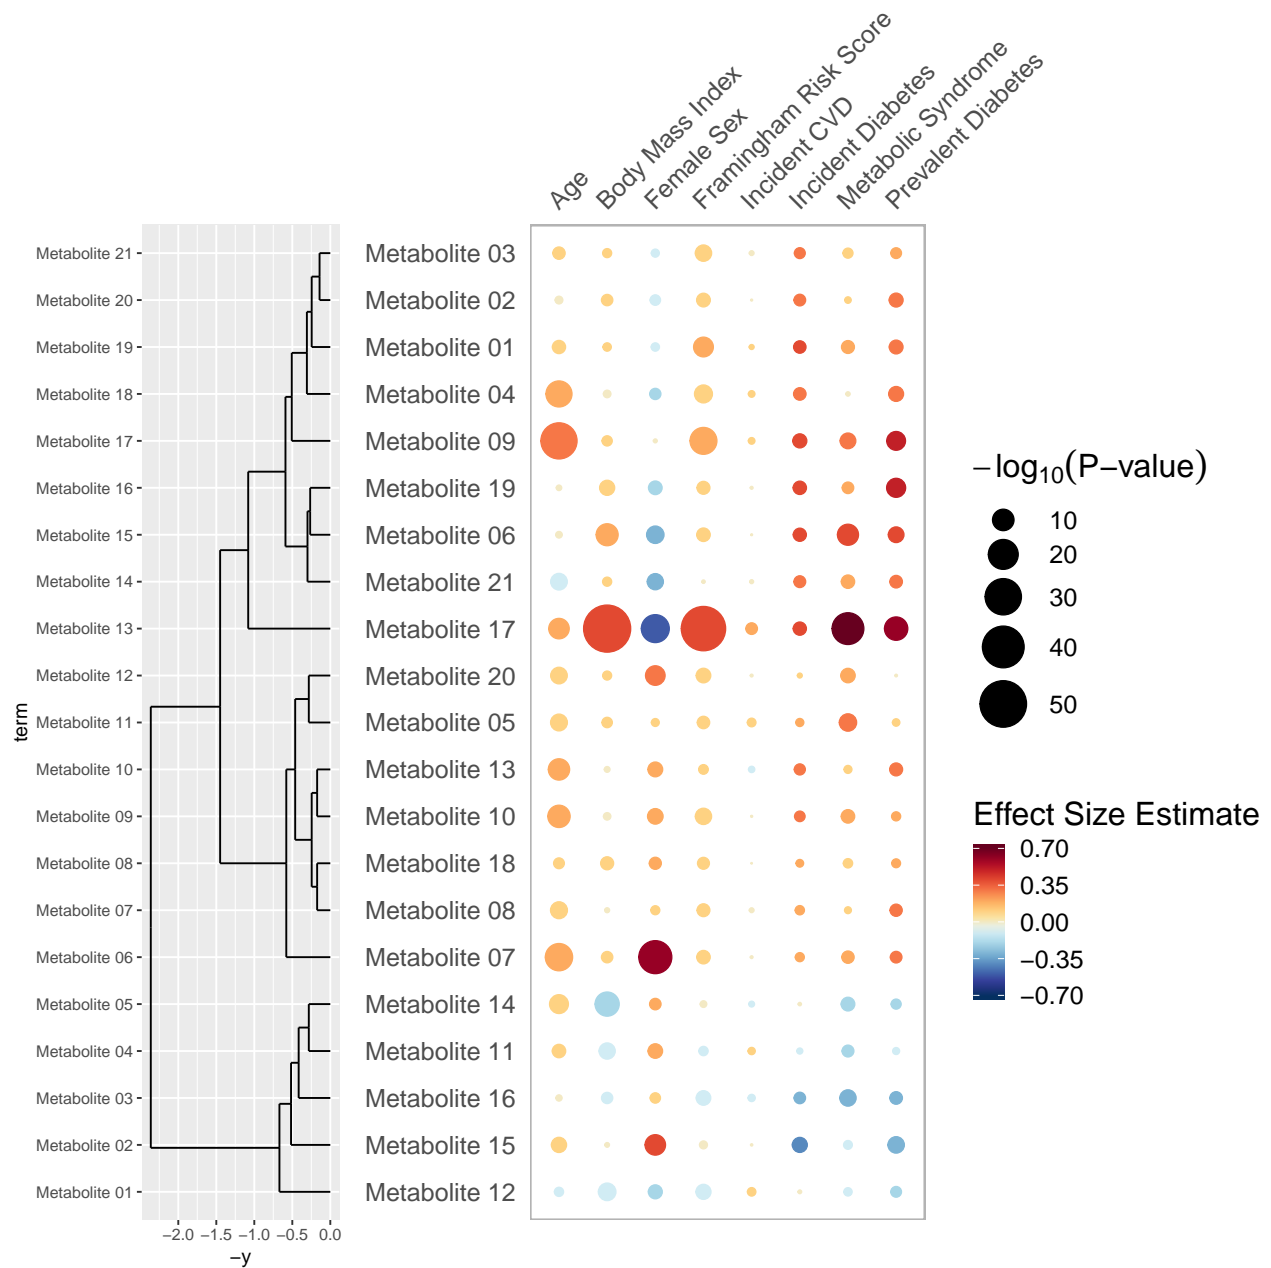 Age
Body Mass Index
Female Sex
Framingham Risk Score
Incident CVD
Incident Diabetes
Metabolic Syndrome
Prevalent Diabetes
term
Metabolite 21
Metabolite 20
Metabolite 19
Metabolite 18
Metabolite 17
Metabolite 16
Metabolite 15
Metabolite 14
Metabolite 13
Metabolite 12
Metabolite 11
Metabolite 10
Metabolite 09
Metabolite 08
Metabolite 07
Metabolite 06
Metabolite 05
Metabolite 04
Metabolite 03
Metabolite 02
Metabolite 01
−2.0 −1.5 −1.0 −0.5 0.0
−y
Metabolite 03
Metabolite 02
Metabolite 01
Metabolite 04
Metabolite 09
Metabolite 19
Metabolite 06
Metabolite 21
Metabolite 17
Metabolite 20
Metabolite 05
Metabolite 13
Metabolite 10
Metabolite 18
Metabolite 08
Metabolite 07
Metabolite 14
Metabolite 11
Metabolite 16
Metabolite 15
Metabolite 12
−log₁₀(P−value)
10
20
30
40
50
Effect Size Estimate
0.70
0.35
0.00
−0.35
−0.70